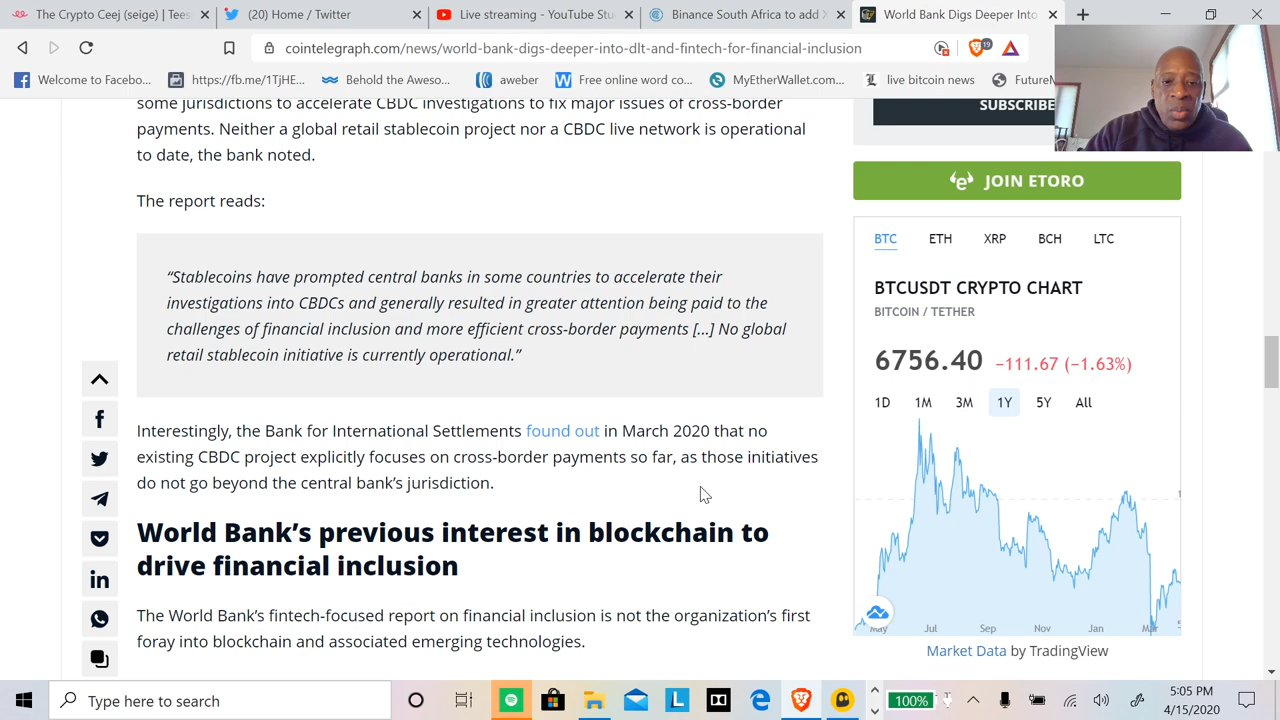 The Crypto Ceej (seigel) Twee
(20) Home / Twitter
Live streaming - YouTube St
Binance South Africa to add
World Bank Digs Deeper Into
cointelegraph.com/news/world-bank-digs-deeper-into-dlt-and-fintech-for-financial-inclusion
19
Welcome to Facebo...
https://fb.me/1TjHE...
Behold the Aweso...
aweber
Free online word co...
MyEtherWallet.com...
live bitcoin news
FutureN
some jurisdictions to accelerate CBDC investigations to fix major issues of cross-border
payments. Neither a global retail stablecoin project nor a CBDC live network is operational
to date, the bank noted.
The report reads:
“Stablecoins have prompted central banks in some countries to accelerate their
investigations into CBDCs and generally resulted in greater attention being paid to the
challenges of financial inclusion and more efficient cross-border payments [...] No global
retail stablecoin initiative is currently operational.”
Interestingly, the Bank for International Settlements found out in March 2020 that no
existing CBDC project explicitly focuses on cross-border payments so far, as those initiatives
do not go beyond the central bank’s jurisdiction.
World Bank’s previous interest in blockchain to
drive financial inclusion
The World Bank’s fintech-focused report on financial inclusion is not the organization’s first
foray into blockchain and associated emerging technologies.
SUBSCRIBE
JOIN ETORO
BTC ETH XRP BCH LTC
BTCUSDT CRYPTO CHART
BITCOIN / TETHER
6756.40 −111.67 (−1.63%)
1D 1M 3M 1Y 5Y All
May Jul Sep Nov Jan Mar
Market Data by TradingView
Type here to search
100%
5:05 PM
4/15/2020